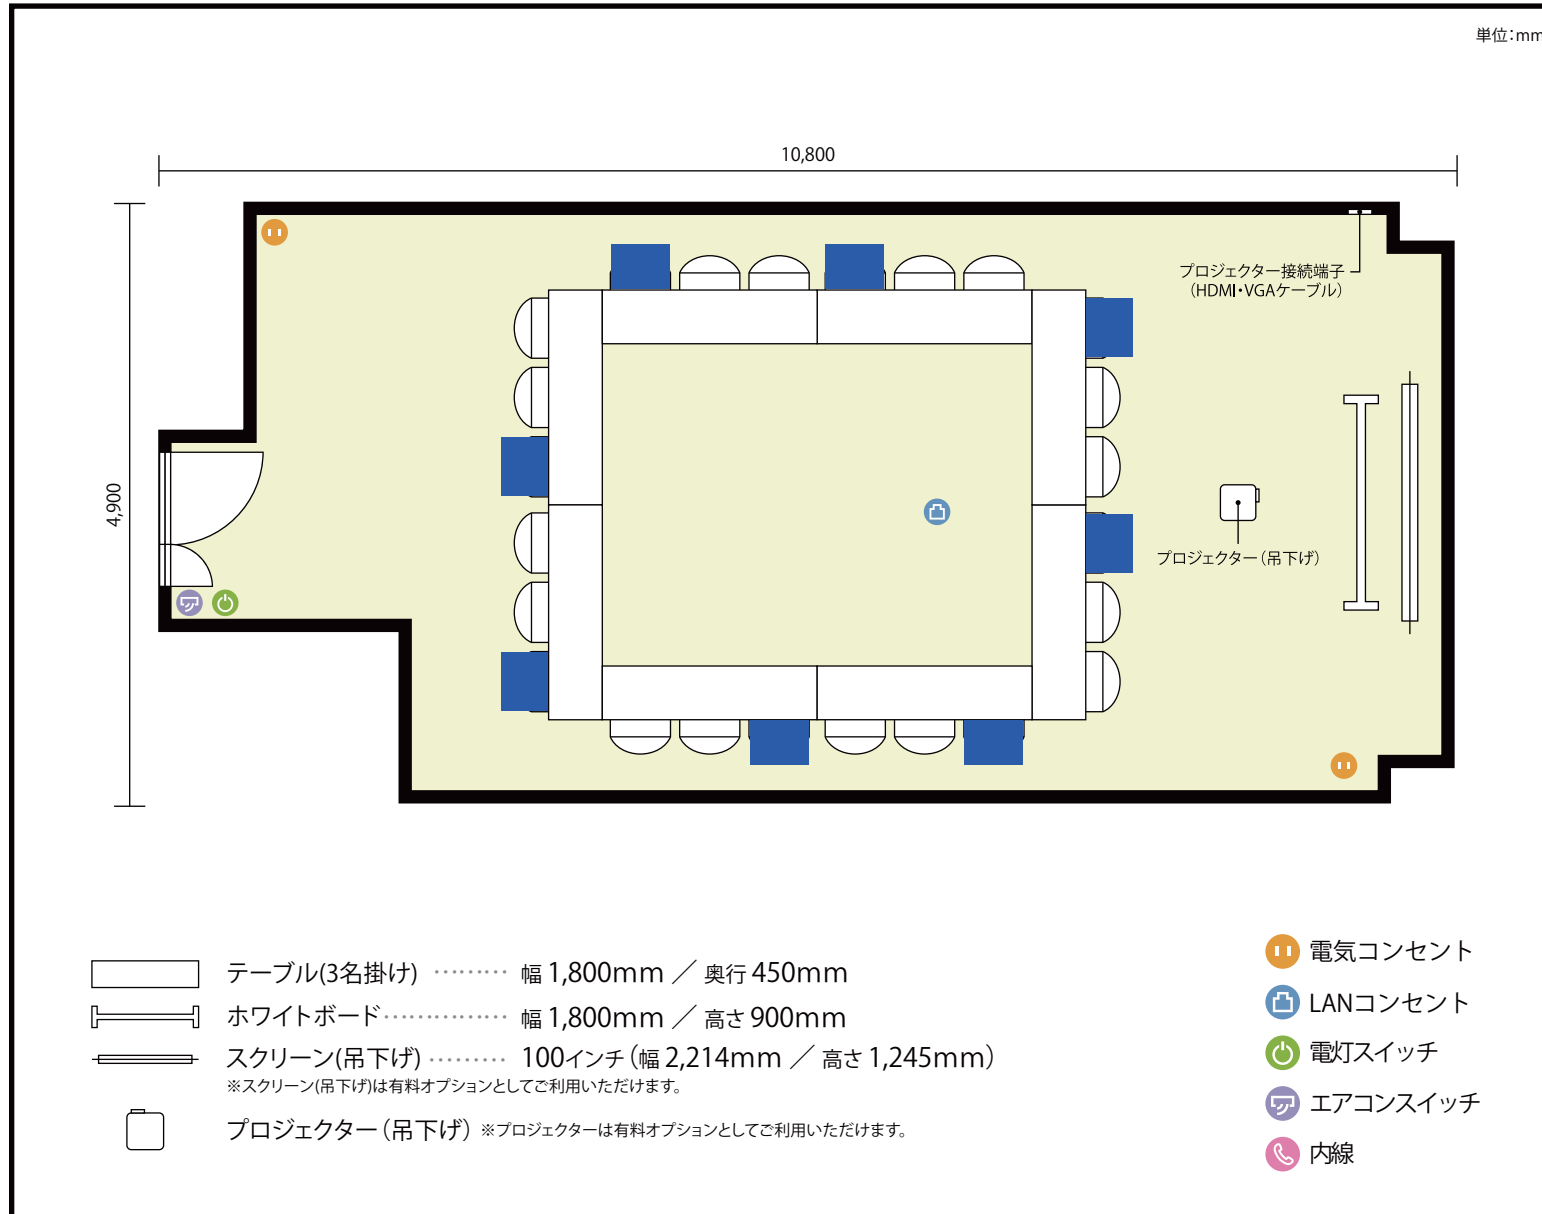 単位:mm
10,800
プロジェクター接続端子
(HDMI・VGAケーブル)
4,900
プロジェクター(吊下げ)
テーブル(3名掛け) ……… 幅 1,800mm / 奥行 450mm
ホワイトボード…………… 幅 1,800mm / 高さ 900mm
スクリーン(吊下げ) ……… 100インチ(幅 2,214mm / 高さ 1,245mm)
※スクリーン(吊下げ)は有料オプションとしてご利用いただけます。
プロジェクター(吊下げ) ※プロジェクターは有料オプションとしてご利用いただけます。
電気コンセント
LANコンセント
電灯スイッチ
エアコンスイッチ
内線